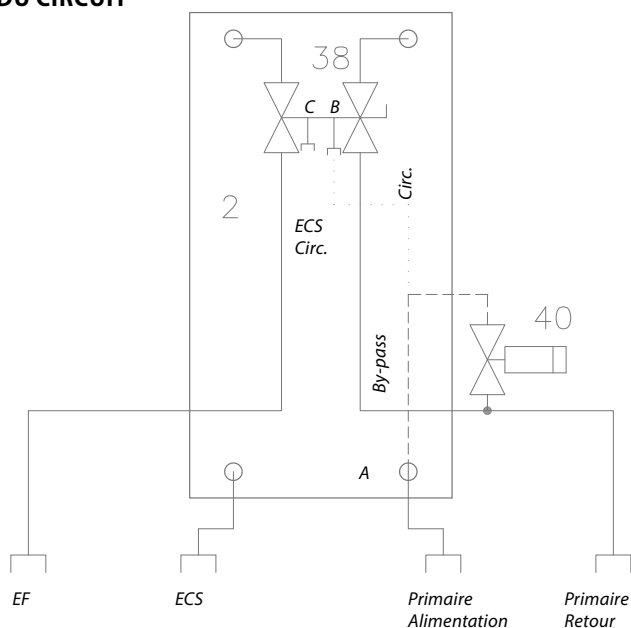 DU CIRCUIT
38
C B
Circ.
2
ECS
Circ.
40
By-pass
A
EF
ECS
Primaire
Alimentation
Primaire
Retour